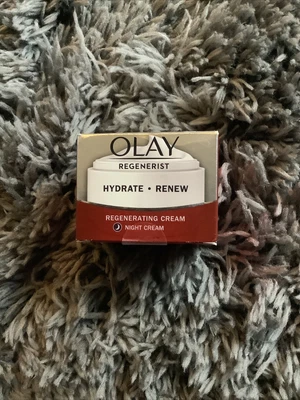 OLAY
REGENERIST
HYDRATE • RENEW
REGENERATING CREAM
NIGHT CREAM